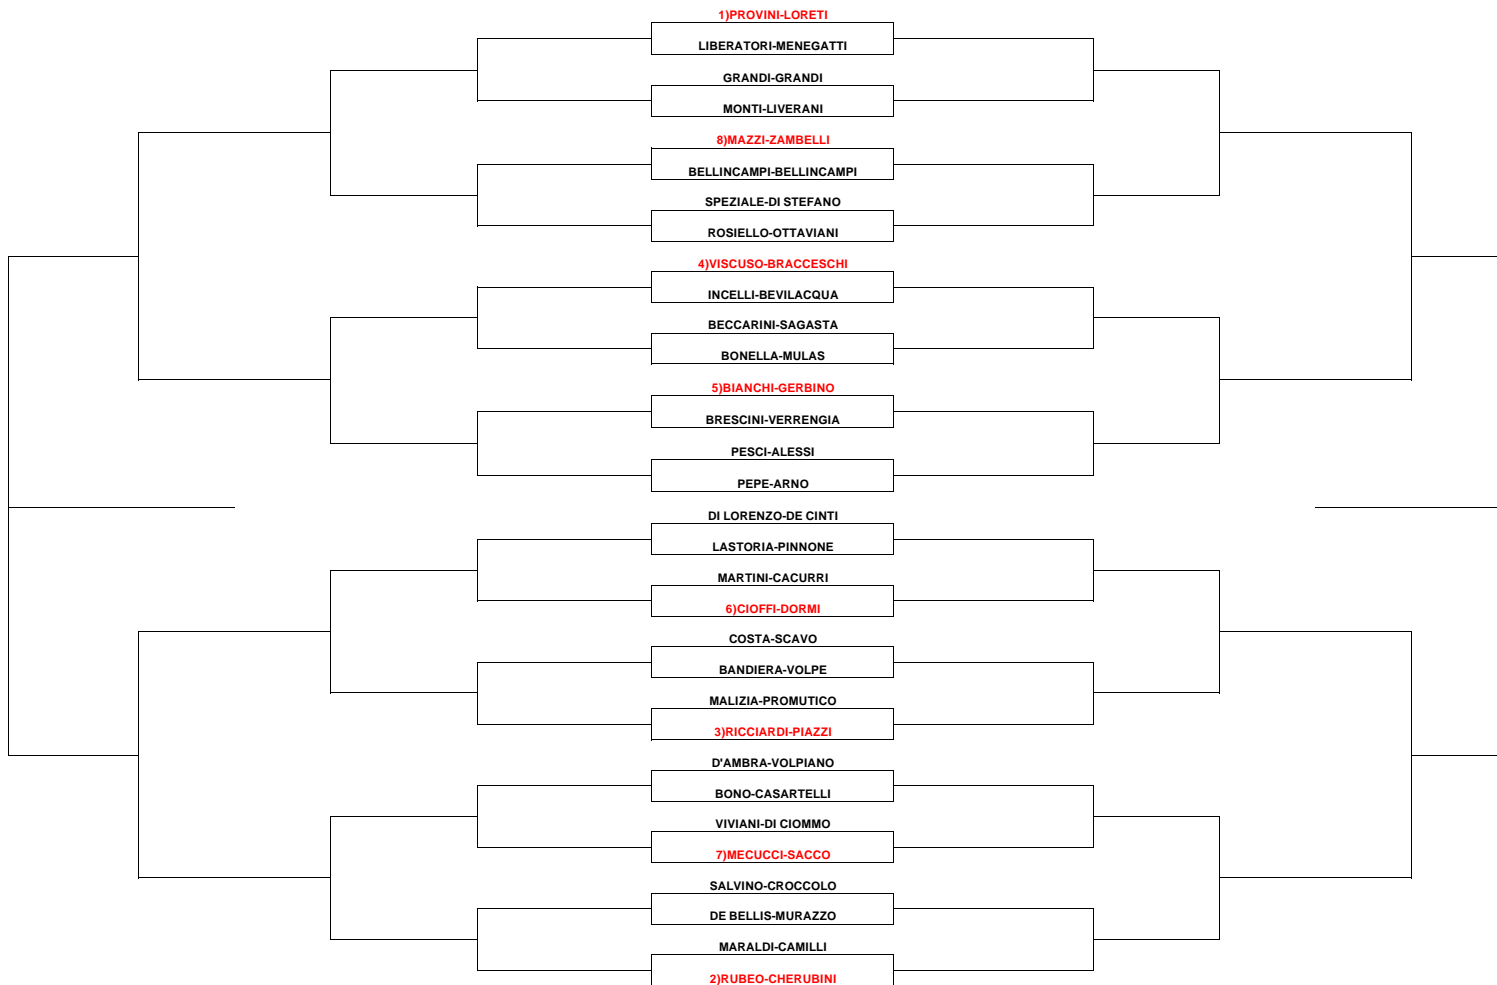 1)PROVINI-LORETI
LIBERATORI-MENEGATTI
GRANDI-GRANDI
MONTI-LIVERANI
8)MAZZI-ZAMBELLI
BELLINCAMPI-BELLINCAMPI
SPEZIALE-DI STEFANO
ROSIELLO-OTTAVIANI
4)VISCUSO-BRACCESCHI
INCELLI-BEVILACQUA
BECCARINI-SAGASTA
BONELLA-MULAS
5)BIANCHI-GERBINO
BRESCINI-VERRENGIA
PESCI-ALESSI
PEPE-ARNO
DI LORENZO-DE CINTI
LASTORIA-PINNONE
MARTINI-CACURRI
6)CIOFFI-DORMI
COSTA-SCAVO
BANDIERA-VOLPE
MALIZIA-PROMUTICO
3)RICCIARDI-PIAZZI
D'AMBRA-VOLPIANO
BONO-CASARTELLI
VIVIANI-DI CIOMMO
7)MECUCCI-SACCO
SALVINO-CROCCOLO
DE BELLIS-MURAZZO
MARALDI-CAMILLI
2)RUBEO-CHERUBINI